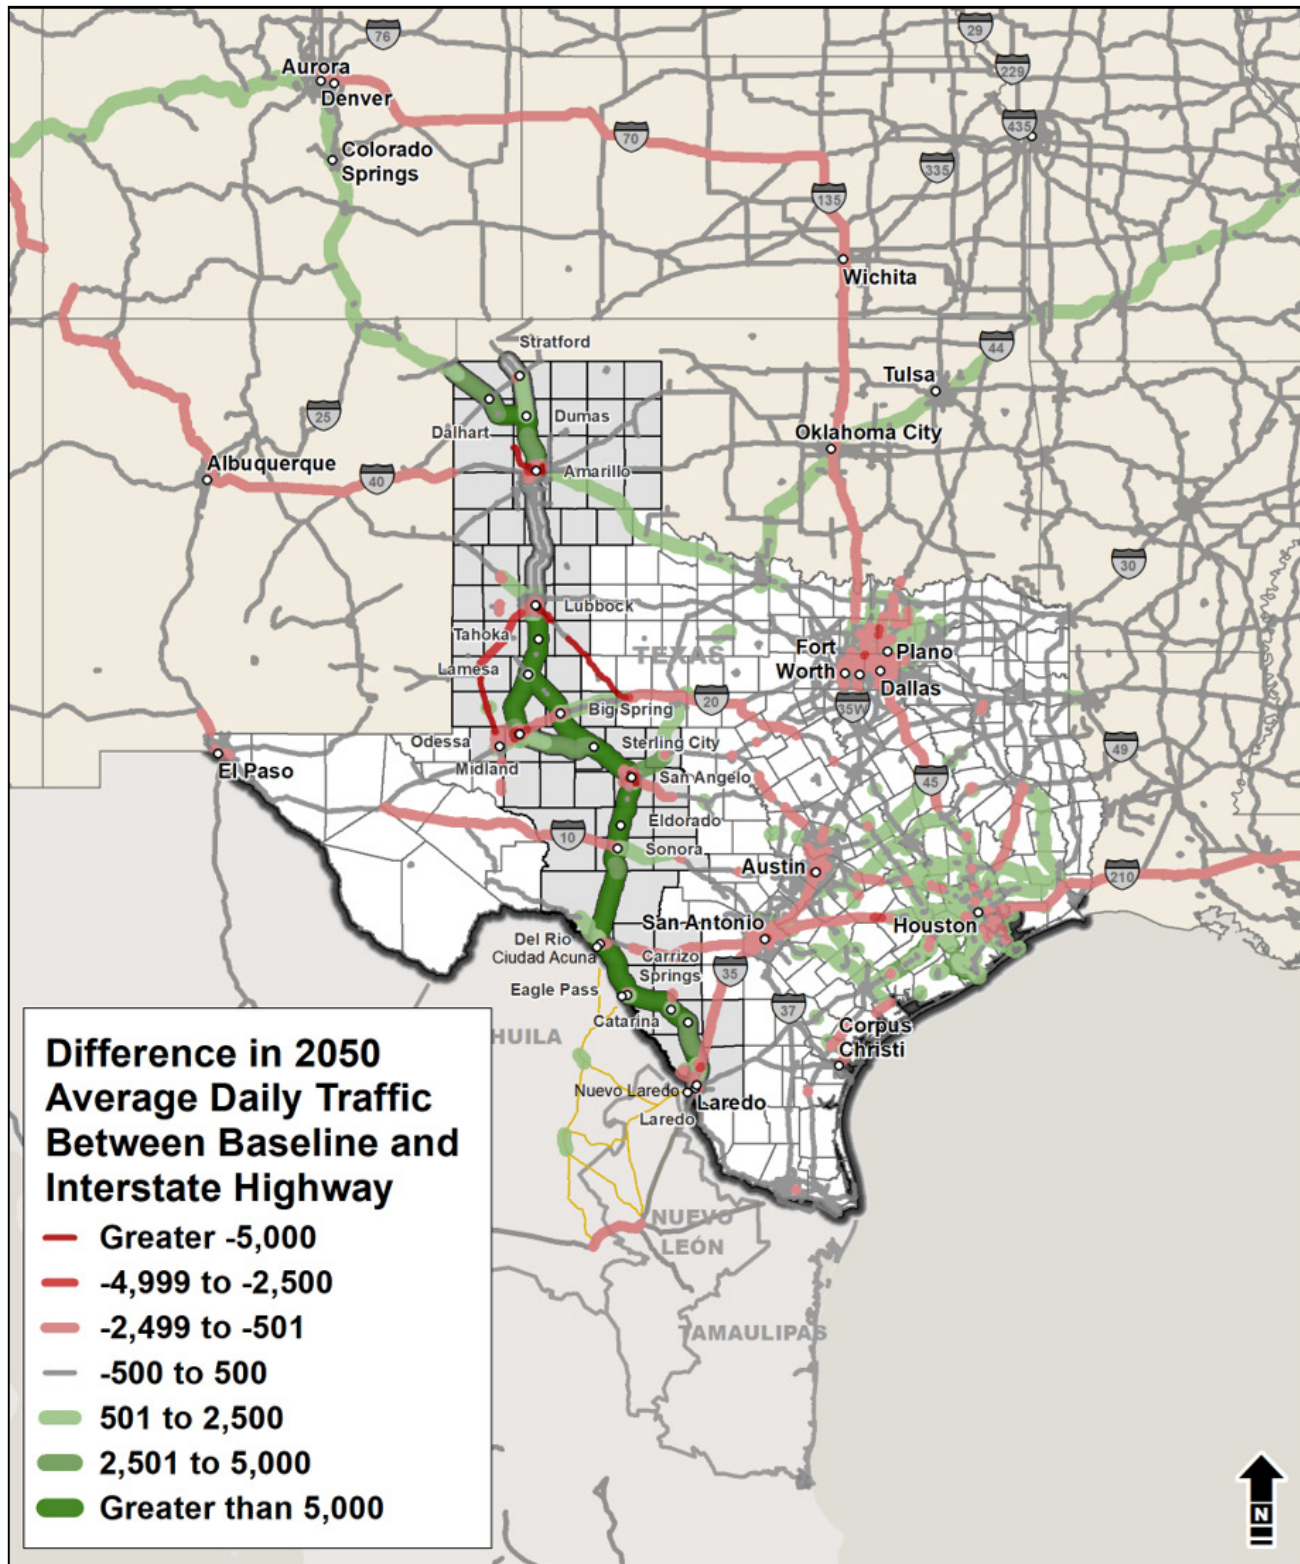 76
29
229
Aurora
Denver
435
70
Colorado
Springs
335
135
Wichita
Stratford
44
Tulsa
25
Dumas
Dalhart
Oklahoma City
Albuquerque
40
Amarillo
30
Lubbock
Tahoka
TEXAS
Fort
Worth
Plano
Lamesa
Dallas
20
35W
Big Spring
Odessa
Sterling City
49
El Paso
Midland
San Angelo
45
Eldorado
10
Sonora
Austin
210
San Antonio
Houston
Del Rio
Ciudad Acuna
Carrizo
Springs
35
Eagle Pass
37
Catarina
Corpus
Christi
HUILA
Nuevo Laredo
Laredo
Laredo
NUEVO
LEÓN
TAMAULIPAS
Difference in 2050
Average Daily Traffic
Between Baseline and
Interstate Highway
Greater -5,000
-4,999 to -2,500
-2,499 to -501
-500 to 500
501 to 2,500
2,501 to 5,000
Greater than 5,000
N